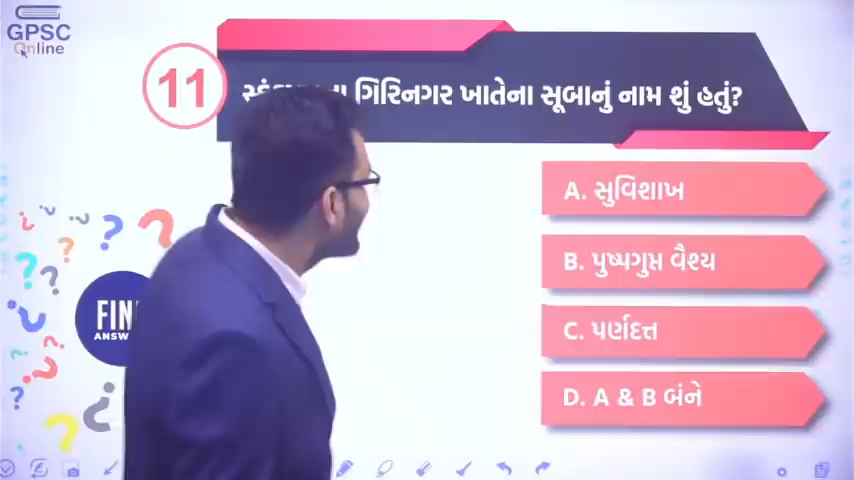 GPSC
Online
11
ગિરિનગર ખાતેના સૂબાનું નામ શું હતું?
A. સુવિશાખ
B. પુષ્પગુપ્ત વૈશ્ય
C. પર્ણદત્ત
D. A & B બંને
FIN
ANSW